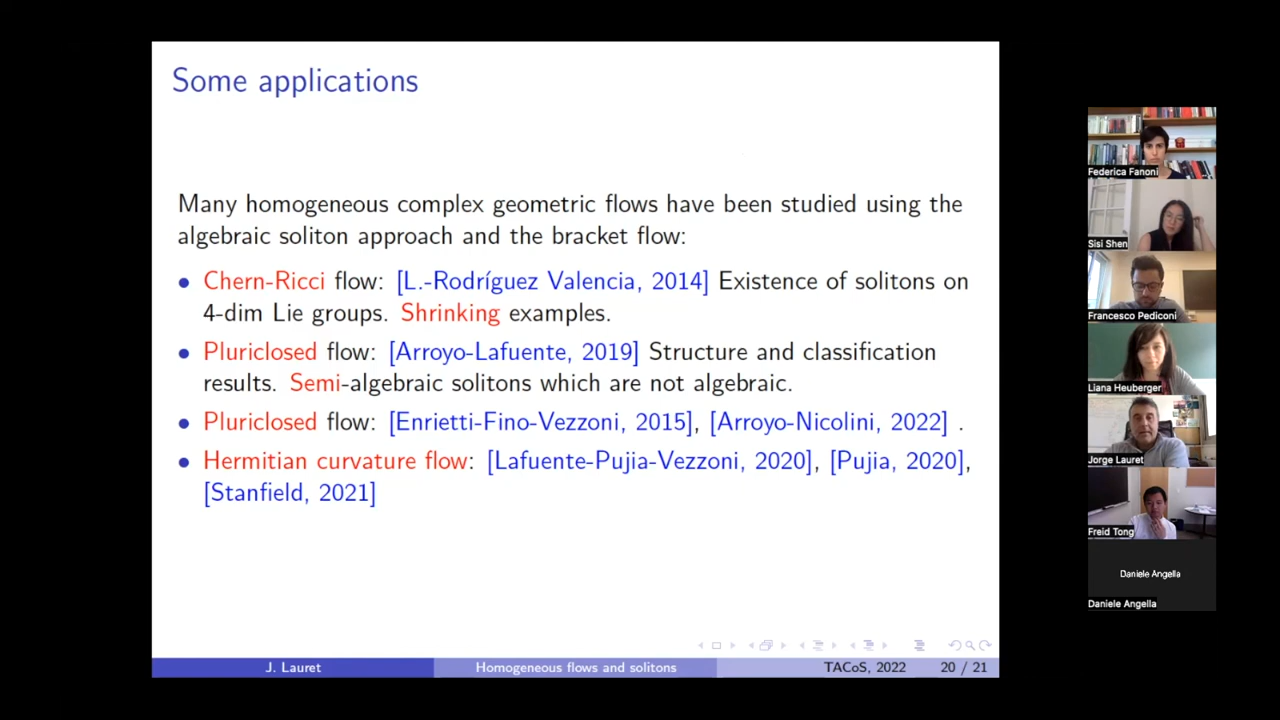 Some applications
Many homogeneous complex geometric flows have been studied using the
algebraic soliton approach and the bracket flow:
• Chern-Ricci flow: [L.-Rodríguez Valencia, 2014] Existence of solitons on
4-dim Lie groups. Shrinking examples.
• Pluriclosed flow: [Arroyo-Lafuente, 2019] Structure and classification
results. Semi-algebraic solitons which are not algebraic.
• Pluriclosed flow: [Enrietti-Fino-Vezzoni, 2015], [Arroyo-Nicolini, 2022] .
• Hermitian curvature flow: [Lafuente-Pujia-Vezzoni, 2020], [Pujia, 2020],
[Stanfield, 2021]
J. Lauret
Homogeneous flows and solitons
TACoS, 2022
20 / 21
Federica Fanoni
Sisi Shen
Francesco Pediconi
Liana Heuberger
Jorge Lauret
Freid Tong
Daniele Angella
Daniele Angella